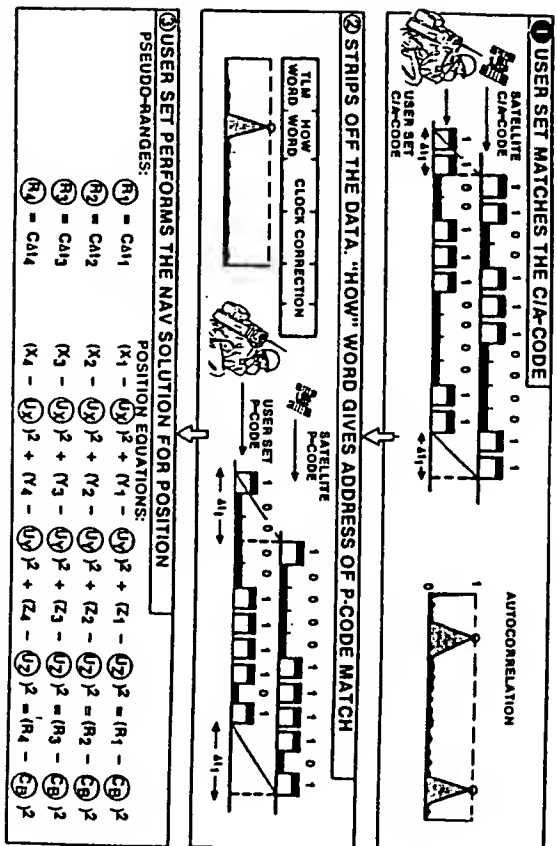 ① USER SET MATCHES THE C/A-CODE
SATELLITE
C/A-CODE
USER SET
C/A-CODE
Δt1
Δt1
AUTOCORRELATION
1
0
② STRIPS OFF THE DATA. "HOW" WORD GIVES ADDRESS OF P-CODE MATCH
TLM HOW
WORD WORD
CLOCK CORRECTION
SATELLITE
P-CODE
USER SET
P-CODE
Δt1
Δt1
③ USER SET PERFORMS THE NAV SOLUTION FOR POSITION
PSEUDO-RANGES: POSITION EQUATIONS:
R1 = CΔt1 (X1 − UX)² + (Y1 − UY)² + (Z1 − UZ)² = (R1 − CB)²
R2 = CΔt2 (X2 − UX)² + (Y2 − UY)² + (Z2 − UZ)² = (R2 − CB)²
R3 = CΔt3 (X3 − UX)² + (Y3 − UY)² + (Z3 − UZ)² = (R3 − CB)²
R4 = CΔt4 (X4 − UX)² + (Y4 − UY)² + (Z4 − UZ)² = (R4 − CB)²